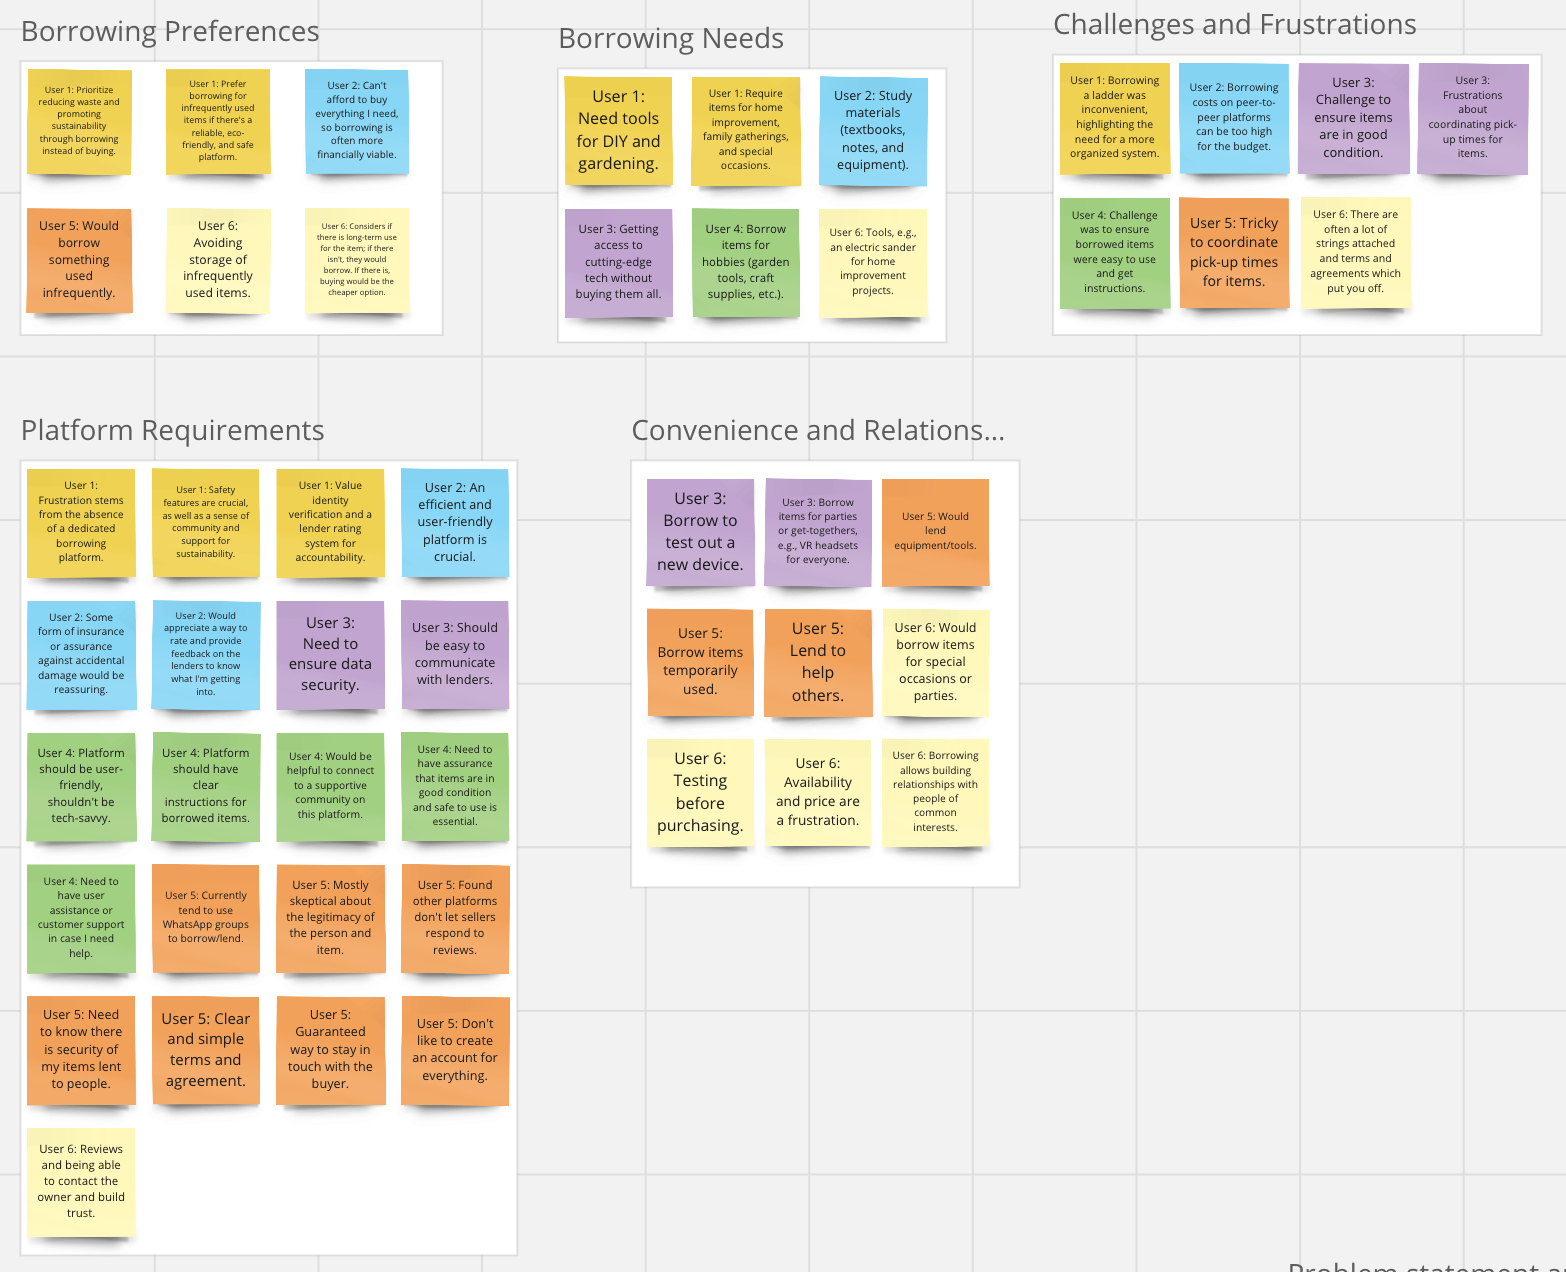 Borrowing Preferences
User 1: Prioritize
reducing waste and
promoting
sustainability
through borrowing
instead of buying.
User 1: Prefer
borrowing for
infrequently used
items if there's a
reliable, eco-
friendly, and safe
platform.
User 2: Can't
afford to buy
everything I need,
so borrowing is
often more
financially viable.
User 5: Would
borrow
something
used
infrequently.
User 6:
Avoiding
storage of
infrequently
used items.
User 6: Considers if
there is long-term use
for the item; if there
isn't, they would
borrow. If there is,
buying would be the
cheaper option.
Borrowing Needs
User 1:
Need tools
for DIY and
gardening.
User 1: Require
items for home
improvement,
family gatherings,
and special
occasions.
User 2: Study
materials
(textbooks,
notes, and
equipment).
User 3: Getting
access to
cutting-edge
tech without
buying them all.
User 4: Borrow
items for
hobbies (garden
tools, craft
supplies, etc.).
User 6: Tools, e.g.,
an electric sander
for home
improvement
projects.
Challenges and Frustrations
User 1: Borrowing
a ladder was
inconvenient,
highlighting the
need for a more
organized system.
User 2: Borrowing
costs on peer-to-
peer platforms
can be too high
for the budget.
User 3:
Challenge to
ensure items
are in good
condition.
User 3:
Frustrations
about
coordinating pick-
up times for
items.
User 4: Challenge
was to ensure
borrowed items
were easy to use
and get
instructions.
User 5: Tricky
to coordinate
pick-up times
for items.
User 6: There are
often a lot of
strings attached
and terms and
agreements which
put you off.
Platform Requirements
User 1:
Frustration stems
from the absence
of a dedicated
borrowing
platform.
User 1: Safety
features are crucial,
as well as a sense of
community and
support for
sustainability.
User 1: Value
identity
verification and a
lender rating
system for
accountability.
User 2: An
efficient and
user-friendly
platform is
crucial.
User 2: Some
form of insurance
or assurance
against accidental
damage would be
reassuring.
User 2: Would
appreciate a way to
rate and provide
feedback on the
lenders to know
what I'm getting
into.
User 3:
Need to
ensure data
security.
User 3: Should
be easy to
communicate
with lenders.
User 4: Platform
should be user-
friendly,
shouldn't be
tech-savvy.
User 4: Platform
should have
clear
instructions for
borrowed items.
User 4: Would be
helpful to connect
to a supportive
community on
this platform.
User 4: Need to
have assurance
that items are in
good condition
and safe to use is
essential.
User 4: Need to
have user
assistance or
customer support
in case I need
help.
User 5: Currently
tend to use
WhatsApp groups
to borrow/lend.
User 5: Mostly
skeptical about
the legitimacy of
the person and
item.
User 5: Found
other platforms
don't let sellers
respond to
reviews.
User 5: Need
to know there
is security of
my items lent
to people.
User 5: Clear
and simple
terms and
agreement.
User 5:
Guaranteed
way to stay in
touch with the
buyer.
User 5: Don't
like to create
an account for
everything.
User 6: Reviews
and being able
to contact the
owner and build
trust.
Convenience and Relations...
User 3:
Borrow to
test out a
new device.
User 3: Borrow
items for parties
or get-togethers,
e.g., VR headsets
for everyone.
User 5: Would
lend
equipment/tools.
User 5:
Borrow items
temporarily
used.
User 5:
Lend to
help
others.
User 6: Would
borrow items
for special
occasions or
parties.
User 6:
Testing
before
purchasing.
User 6:
Availability
and price are
a frustration.
User 6: Borrowing
allows building
relationships with
people of
common
interests.
Problem statement